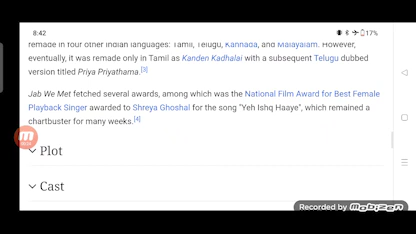 8:42
17%
remade in four other Indian languages: Tamil, Telugu, Kannada, and Malayalam. However,
eventually, it was remade only in Tamil as Kanden Kadhalai with a subsequent Telugu dubbed
version titled Priya Priyathama.[3]
Jab We Met fetched several awards, among which was the National Film Award for Best Female
Playback Singer awarded to Shreya Ghoshal for the song "Yeh Ishq Haaye", which remained a
chartbuster for many weeks.[4]
Plot
Cast
Recorded by Mobizen